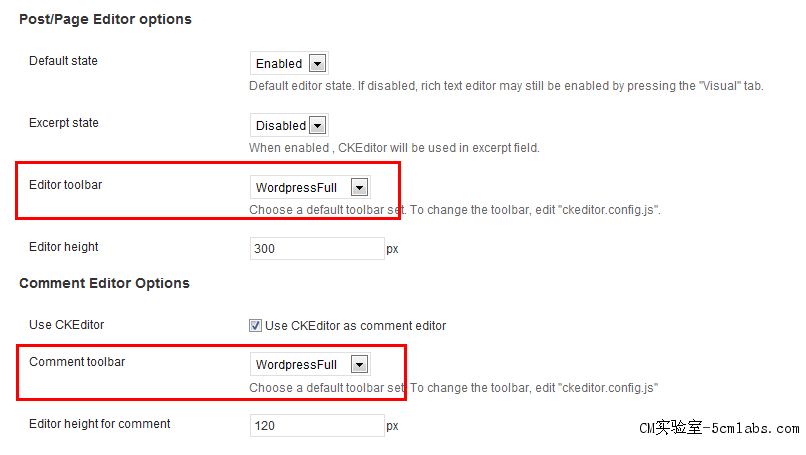 Post/Page Editor options
Default state
Enabled
Default editor state. If disabled, rich text editor may still be enabled by pressing the "Visual" tab.
Excerpt state
Disabled
When enabled , CKEditor will be used in excerpt field.
Editor toolbar
WordpressFull
Choose a default toolbar set. To change the toolbar, edit "ckeditor.config.js".
Editor height
300 px
Comment Editor Options
Use CKEditor
Use CKEditor as comment editor
Comment toolbar
WordpressFull
Choose a default toolbar set. To change the toolbar, edit "ckeditor.config.js"
Editor height for comment
120 px
CM实验室-5cmlabs.com